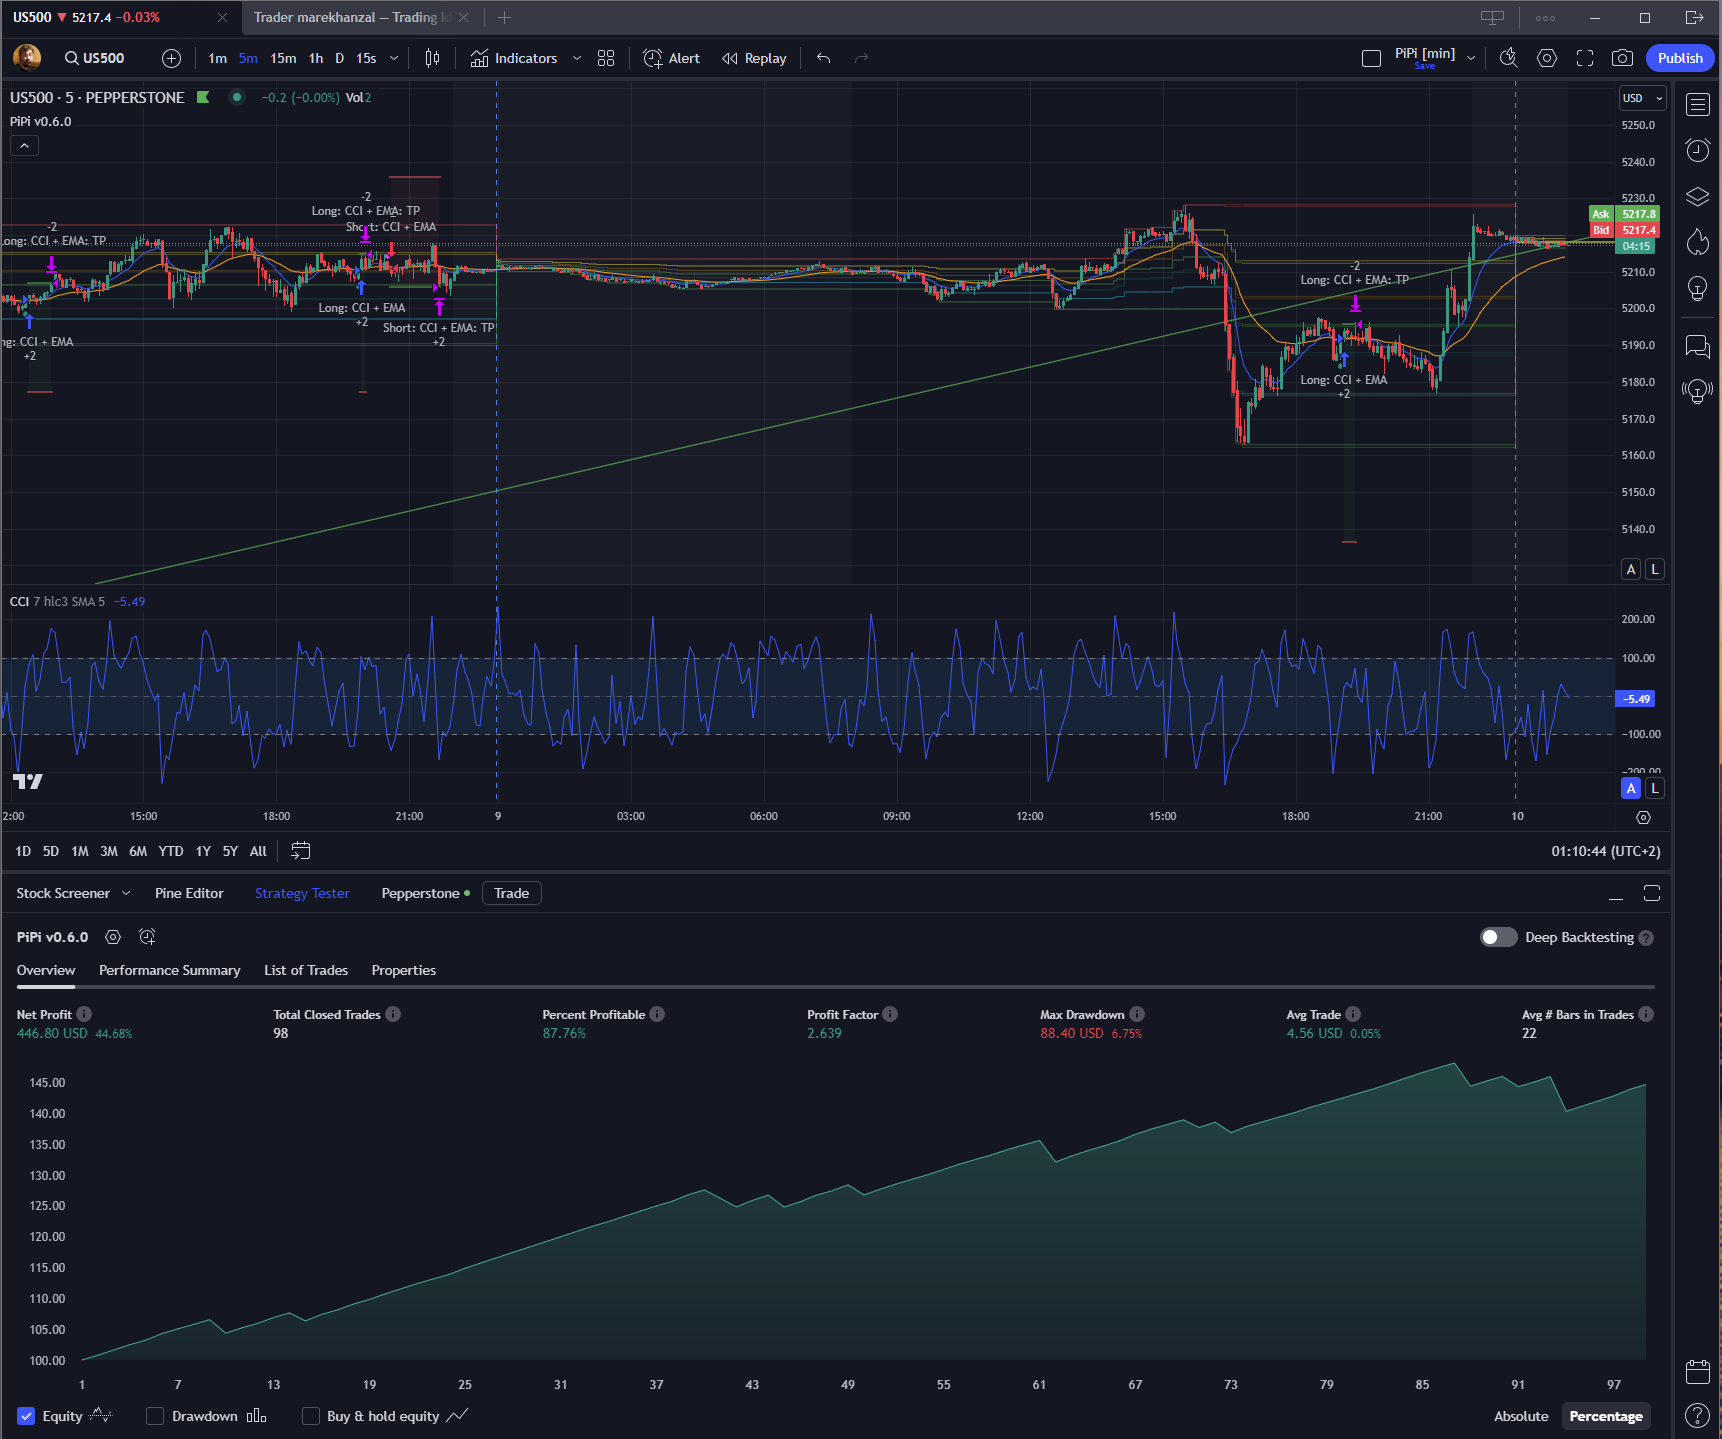 US500 ▼ 5217.4 −0.03%
Trader marekhanzal — Trading Id
US500
1m 5m 15m 1h D 15s
Indicators
Alert
Replay
PiPi [min]
Save
Publish
US500 · 5 · PEPPERSTONE
−0.2 (−0.00%) Vol2
PiPi v0.6.0
USD
5250.0
5240.0
5230.0
Ask 5217.8
Bid 5217.4
04:15
5210.0
5200.0
5190.0
5180.0
5170.0
5160.0
5150.0
5140.0
A L
-2
Long: CCI + EMA: TP
Short: CCI + EMA
-2
ong: CCI + EMA: TP
-2
Long: CCI + EMA: TP
Long: CCI + EMA
+2
Short: CCI + EMA: TP
+2
ng: CCI + EMA
+2
Long: CCI + EMA
+2
CCI 7 hlc3 SMA 5 −5.49
200.00
100.00
−5.49
−100.00
−200.00
A L
2:00 15:00 18:00 21:00 9 03:00 06:00 09:00 12:00 15:00 18:00 21:00 10
1D 5D 1M 3M 6M YTD 1Y 5Y All
01:10:44 (UTC+2)
Stock Screener Pine Editor Strategy Tester Pepperstone Trade
PiPi v0.6.0
Deep Backtesting
Overview Performance Summary List of Trades Properties
Net Profit Total Closed Trades Percent Profitable Profit Factor Max Drawdown Avg Trade Avg # Bars in Trades
446.80 USD 44.68% 98 87.76% 2.639 88.40 USD 6.75% 4.56 USD 0.05% 22
145.00
140.00
135.00
130.00
125.00
120.00
115.00
110.00
105.00
100.00
1 7 13 19 25 31 37 43 49 55 61 67 73 79 85 91 97
Equity Drawdown Buy & hold equity
Absolute Percentage